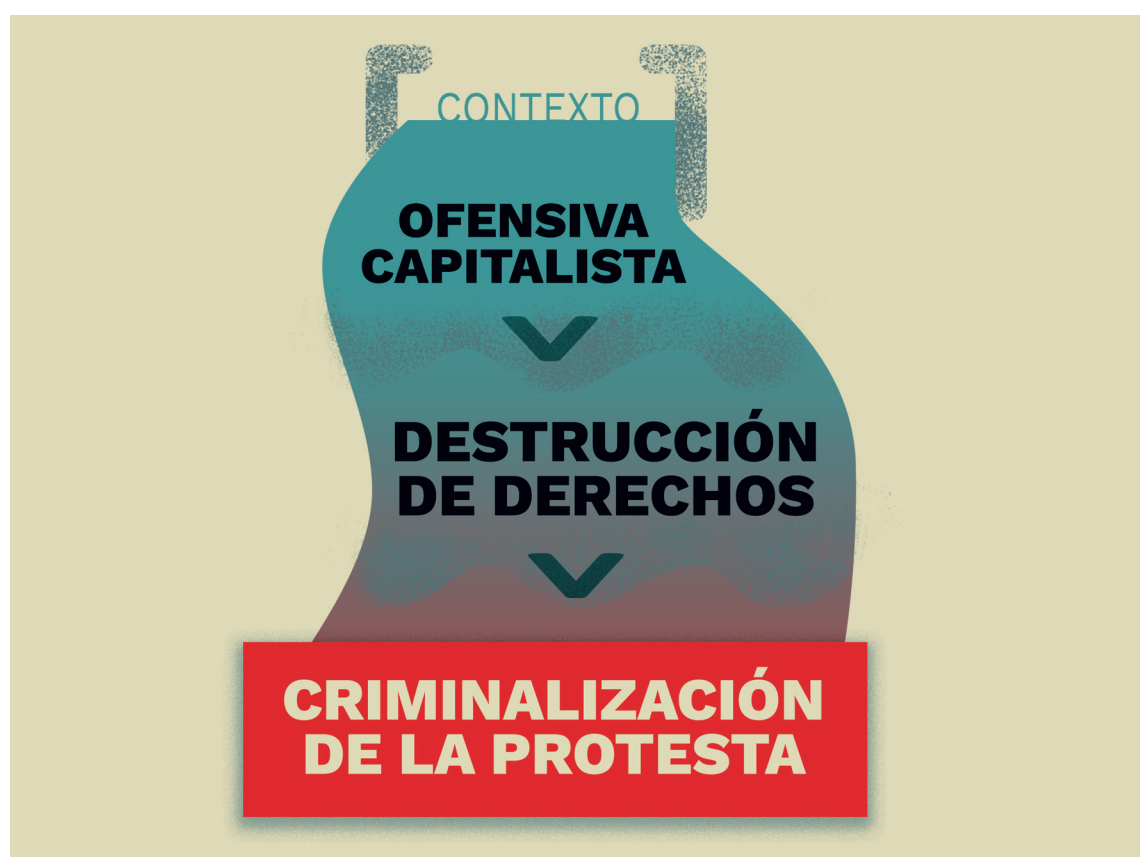 CONTEXTO
OFENSIVA
CAPITALISTA
DESTRUCCIÓN
DE DERECHOS
CRIMINALIZACIÓN
DE LA PROTESTA